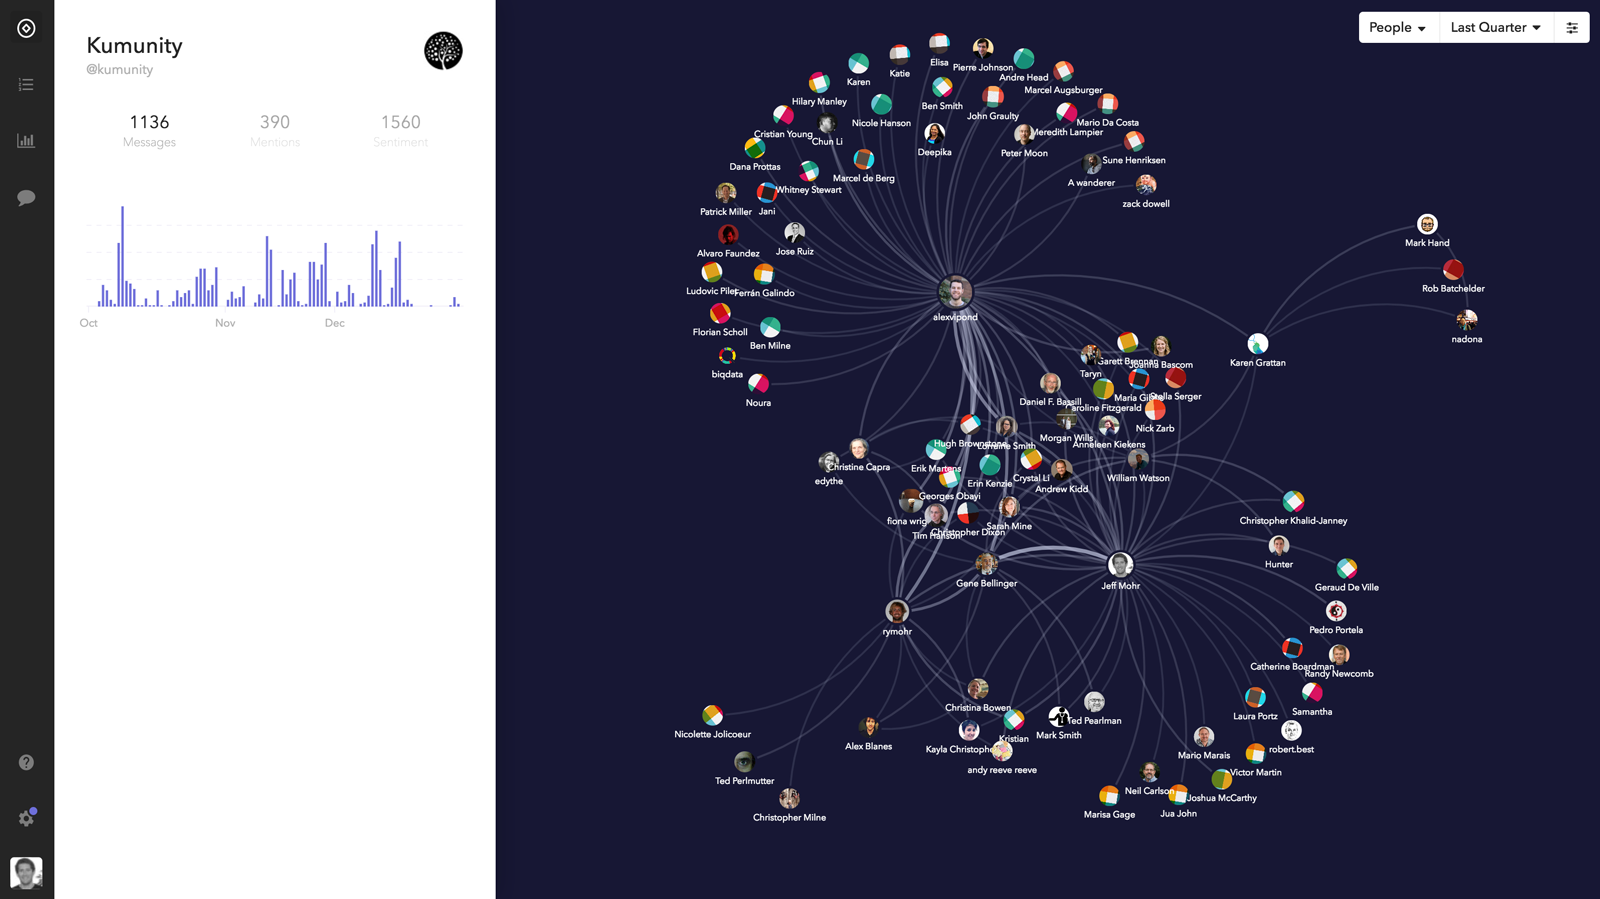 Kumunity
@kumunity
1136
Messages
390
Mentions
1560
Sentiment
Oct
Nov
Dec
People
Last Quarter
Elisa
Pierre Johnson
Katie
Karen
Andre Head
Marcel Augsburger
Hilary Manley
Ben Smith
John Graulty
Nicole Hanson
Mario Da Costa
Meredith Lampier
Cristian Young
Chun Li
Deepika
Peter Moon
Sune Henriksen
Dana Prottas
Marcel de Berg
A wanderer
Whitney Stewart
zack dowell
Patrick Miller
Jani
Mark Hand
Alvaro Faundez
Jose Ruiz
Rob Batchelder
Ludovic
Ferrán Galindo
alexvipond
Florian Scholl
Ben Milne
nadona
Karen Grattan
Garett Brennan
Joanna Bascom
biqdata
Taryn
Noura
Daniel F. Bassill
Maria
Stella Serger
Caroline Fitzgerald
Nick Zarb
Hugh Brownstone
Lorraine Smith
Morgan Wills
Anneleen Kiekens
Christine Capra
Erik Martens
edythe
Erin Kenzie
Crystal Li
Andrew Kidd
William Watson
Georges Obayi
fiona
Tim Hanson
Christopher Dixon
Sarah Mine
Christopher Khalid-Janney
Hunter
Gene Bellinger
Jeff Mohr
Geraud De Ville
rymohr
Pedro Portela
Catherine Boardman
Randy Newcomb
Christina Bowen
Samantha
Laura Portz
Nicolette Jolicoeur
Ted Pearlman
Mark Smith
Kristian
Alex Blanes
Kayla
robert.best
Mario Marais
andy reeve reeve
Victor Martin
Ted Perlmutter
Neil Carlson
Joshua McCarthy
Marisa Gage
Jua John
Christopher Milne